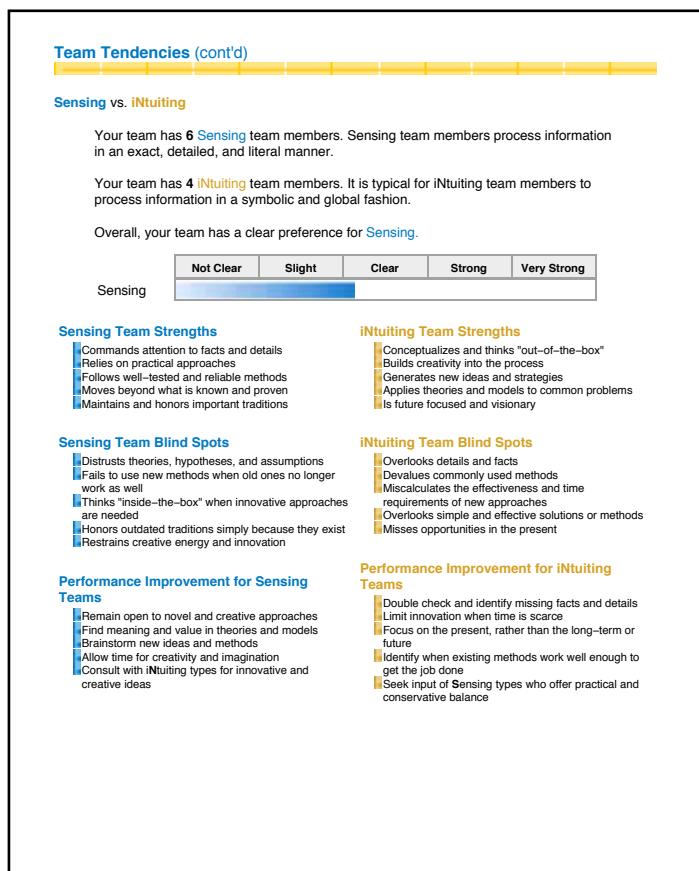 Team Tendencies (cont'd)
Sensing vs. iNtuiting
Your team has 6 Sensing team members. Sensing team members process information
in an exact, detailed, and literal manner.
Your team has 4 iNtuiting team members. It is typical for iNtuiting team members to
process information in a symbolic and global fashion.
Overall, your team has a clear preference for Sensing.
Not Clear Slight Clear Strong Very Strong
Sensing
Sensing Team Strengths
Commands attention to facts and details
Relies on practical approaches
Follows well−tested and reliable methods
Moves beyond what is known and proven
Maintains and honors important traditions
iNtuiting Team Strengths
Conceptualizes and thinks "out−of−the−box"
Builds creativity into the process
Generates new ideas and strategies
Applies theories and models to common problems
Is future focused and visionary
Sensing Team Blind Spots
Distrusts theories, hypotheses, and assumptions
Fails to use new methods when old ones no longer
work as well
Thinks "inside−the−box" when innovative approaches
are needed
Honors outdated traditions simply because they exist
Restrains creative energy and innovation
iNtuiting Team Blind Spots
Overlooks details and facts
Devalues commonly used methods
Miscalculates the effectiveness and time
requirements of new approaches
Overlooks simple and effective solutions or methods
Misses opportunities in the present
Performance Improvement for Sensing
Teams
Remain open to novel and creative approaches
Find meaning and value in theories and models
Brainstorm new ideas and methods
Allow time for creativity and imagination
Consult with iNtuiting types for innovative and
creative ideas
Performance Improvement for iNtuiting
Teams
Double check and identify missing facts and details
Limit innovation when time is scarce
Focus on the present, rather than the long−term or
future
Identify when existing methods work well enough to
get the job done
Seek input of Sensing types who offer practical and
conservative balance